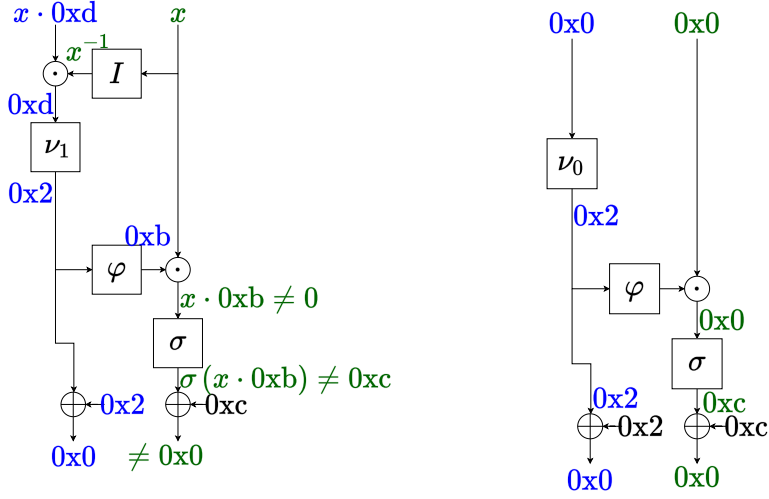 x · 0xd
x
x⁻¹
I
⊙
0xd
ν₁
0x2
0xb
φ
⊙
x · 0xb ≠ 0
σ
σ (x · 0xb) ≠ 0xc
⊕
0x2
⊕
0xc
0x0
≠ 0x0
0x0
0x0
ν₀
0x2
φ
⊙
0x0
σ
0x2
0xc
⊕
0x2
⊕
0xc
0x0
0x0